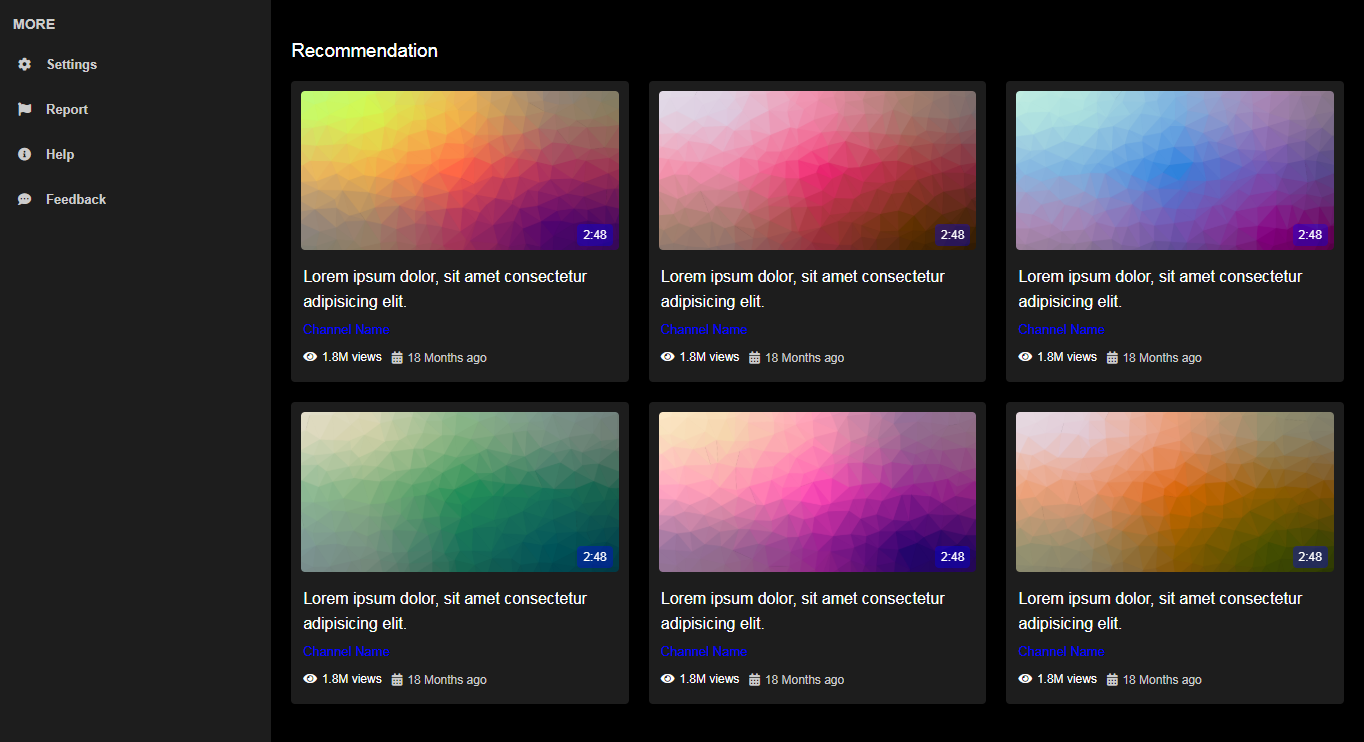 MORE
Settings
Report
Help
Feedback
Recommendation
2:48
Lorem ipsum dolor, sit amet consectetur
adipisicing elit.
Channel Name
1.8M views 18 Months ago
2:48
Lorem ipsum dolor, sit amet consectetur
adipisicing elit.
Channel Name
1.8M views 18 Months ago
2:48
Lorem ipsum dolor, sit amet consectetur
adipisicing elit.
Channel Name
1.8M views 18 Months ago
2:48
Lorem ipsum dolor, sit amet consectetur
adipisicing elit.
Channel Name
1.8M views 18 Months ago
2:48
Lorem ipsum dolor, sit amet consectetur
adipisicing elit.
Channel Name
1.8M views 18 Months ago
2:48
Lorem ipsum dolor, sit amet consectetur
adipisicing elit.
Channel Name
1.8M views 18 Months ago